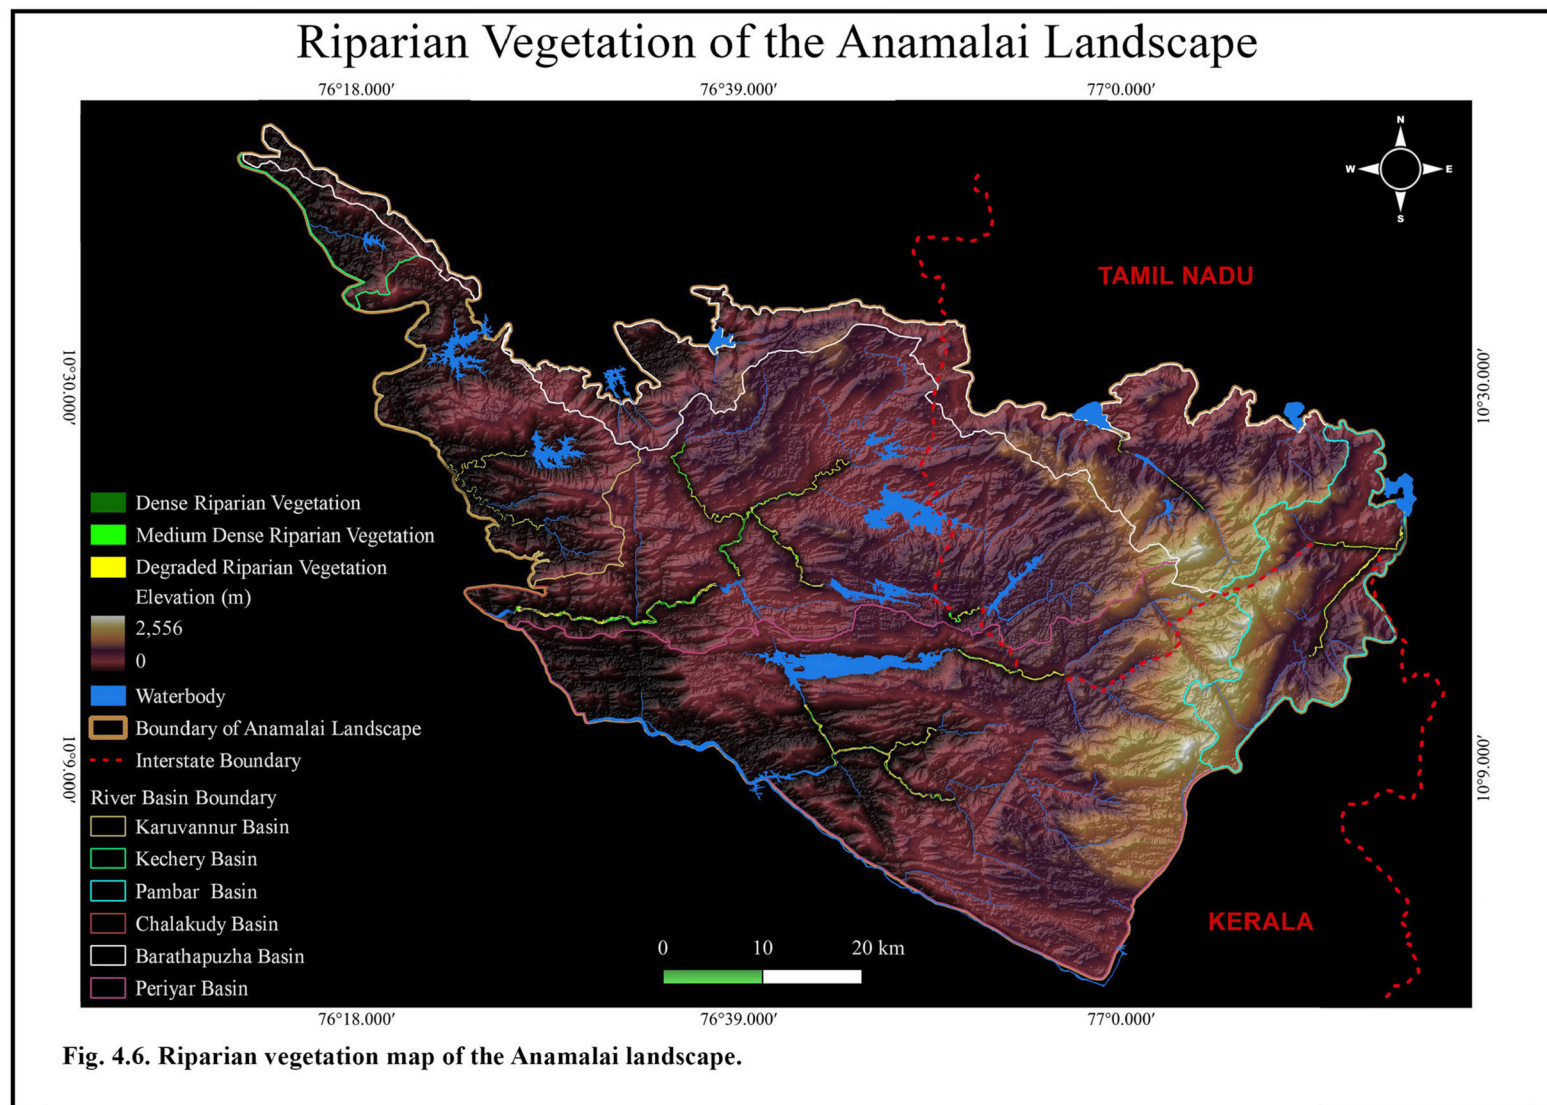 Riparian Vegetation of the Anamalai Landscape
76°18.000′
76°39.000′
77°0.000′
N
W
E
S
TAMIL NADU
10°30.000′
10°30.000′
Dense Riparian Vegetation
Medium Dense Riparian Vegetation
Degraded Riparian Vegetation
Elevation (m)
2,556
0
Waterbody
Boundary of Anamalai Landscape
Interstate Boundary
10°9.000′
10°9.000′
River Basin Boundary
Karuvannur Basin
Kechery Basin
Pambar Basin
Chalakudy Basin
Barathapuzha Basin
Periyar Basin
KERALA
0 10 20 km
76°18.000′
76°39.000′
77°0.000′
Fig. 4.6. Riparian vegetation map of the Anamalai landscape.